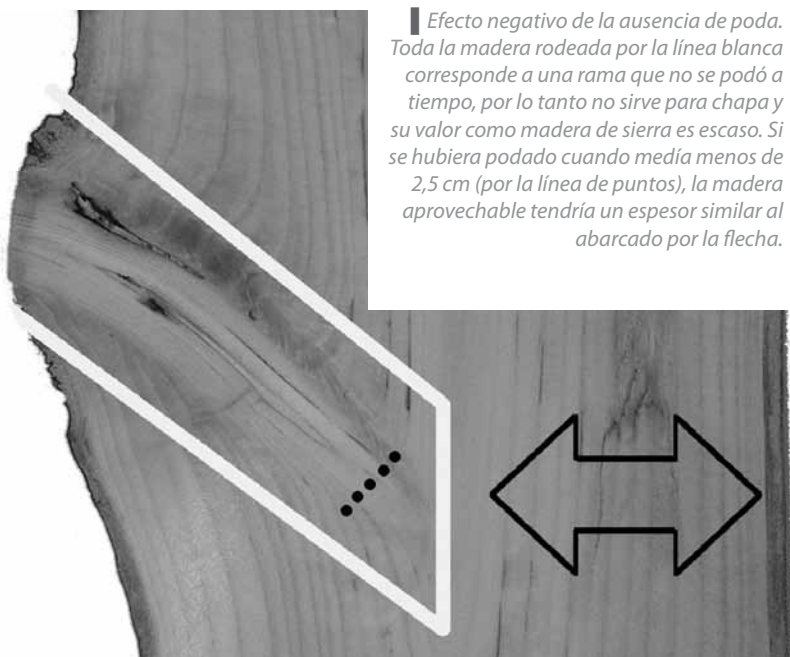 Efecto negativo de la ausencia de poda.
Toda la madera rodeada por la línea blanca
corresponde a una rama que no se podó a
tiempo, por lo tanto no sirve para chapa y
su valor como madera de sierra es escaso. Si
se hubiera podado cuando medía menos de
2,5 cm (por la línea de puntos), la madera
aprovechable tendría un espesor similar al
abarcado por la flecha.